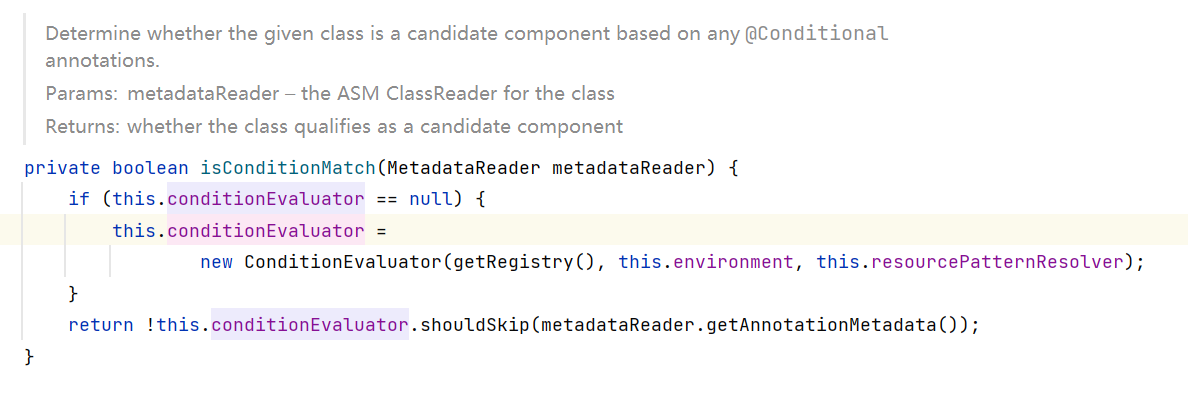 Determine whether the given class is a candidate component based on any @Conditional
annotations.
Params: metadataReader – the ASM ClassReader for the class
Returns: whether the class qualifies as a candidate component
private boolean isConditionMatch(MetadataReader metadataReader) {
    if (this.conditionEvaluator == null) {
        this.conditionEvaluator =
                new ConditionEvaluator(getRegistry(), this.environment, this.resourcePatternResolver);
    }
    return !this.conditionEvaluator.shouldSkip(metadataReader.getAnnotationMetadata());
}